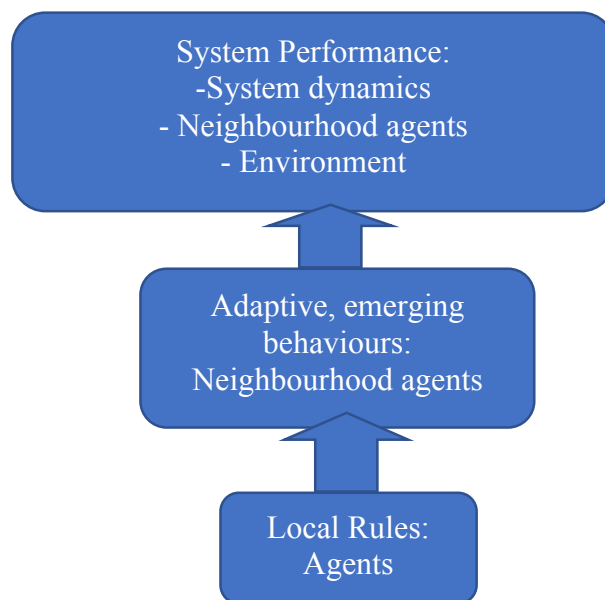 System Performance:
-System dynamics
- Neighbourhood agents
- Environment
Adaptive, emerging
behaviours:
Neighbourhood agents
Local Rules:
Agents